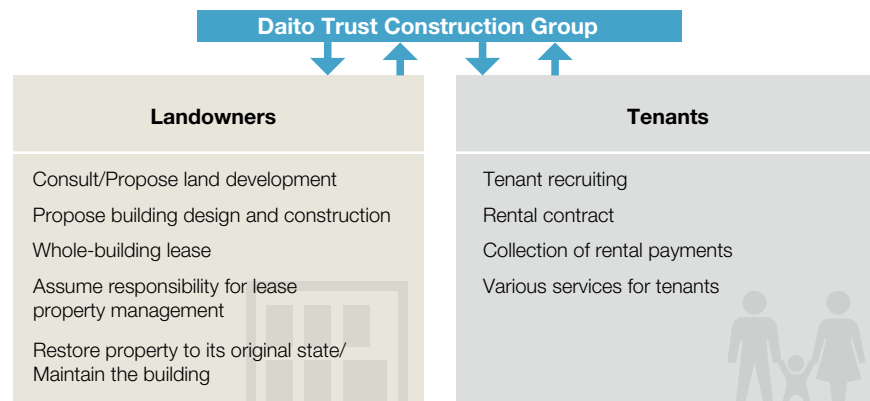 Daito Trust Construction Group
Landowners
Consult/Propose land development
Propose building design and construction
Whole-building lease
Assume responsibility for lease
property management
Restore property to its original state/
Maintain the building
Tenants
Tenant recruiting
Rental contract
Collection of rental payments
Various services for tenants